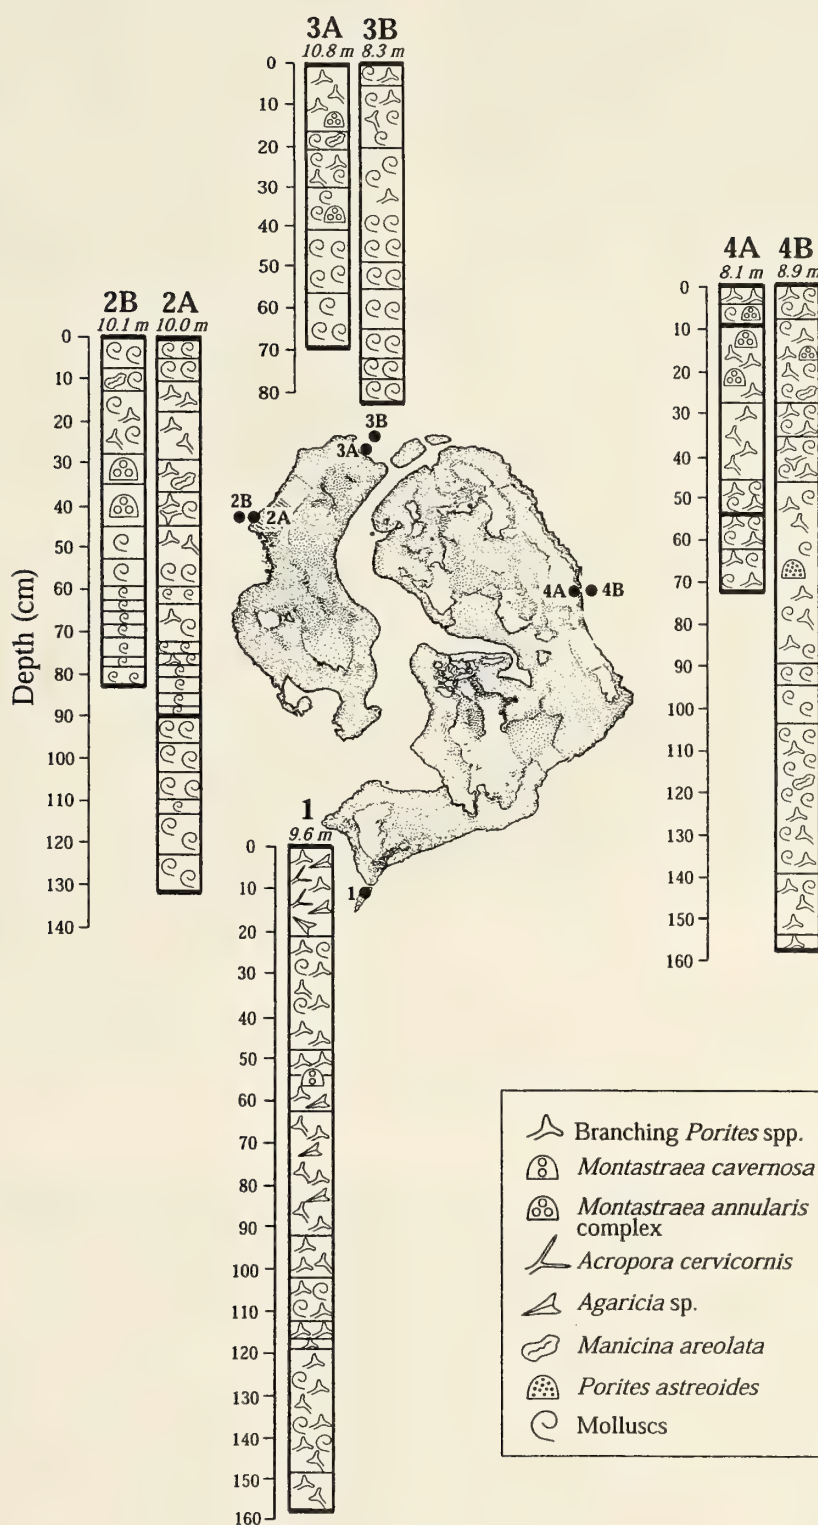 3A 3B
10.8 m 8.3 m
0
10
20
30
40
50
60
70
80
4A 4B
8.1 m 8.9 m
0
10
20
30
40
50
60
70
80
90
100
110
120
130
140
150
160
2B 2A
10.1 m 10.0 m
Depth (cm)
0
10
20
30
40
50
60
70
80
90
100
110
120
130
140
3B
3A
2B 2A
4A 4B
1
1
9.6 m
0
10
20
30
40
50
60
70
80
90
100
110
120
130
140
150
160
Branching Porites spp.
Montastraea cavernosa
Montastraea annularis
complex
Acropora cervicornis
Agaricia sp.
Manicina areolata
Porites astreoides
Molluscs